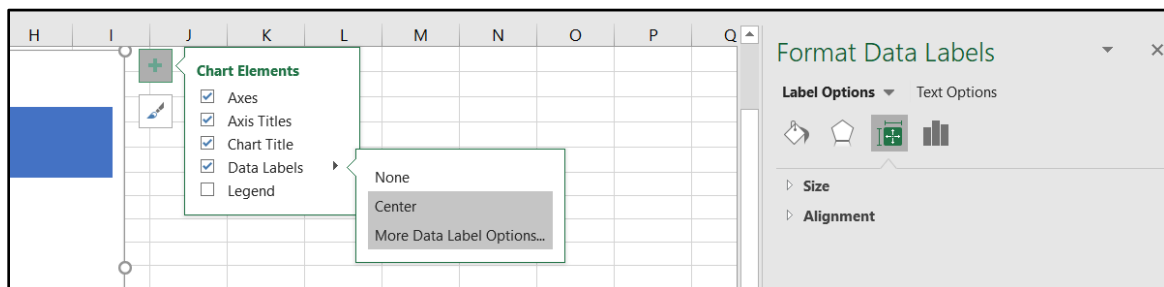 H I J K L M N O P Q
Chart Elements
Axes
Axis Titles
Chart Title
Data Labels
Legend
None
Center
More Data Label Options...
Format Data Labels
Label Options Text Options
Size
Alignment